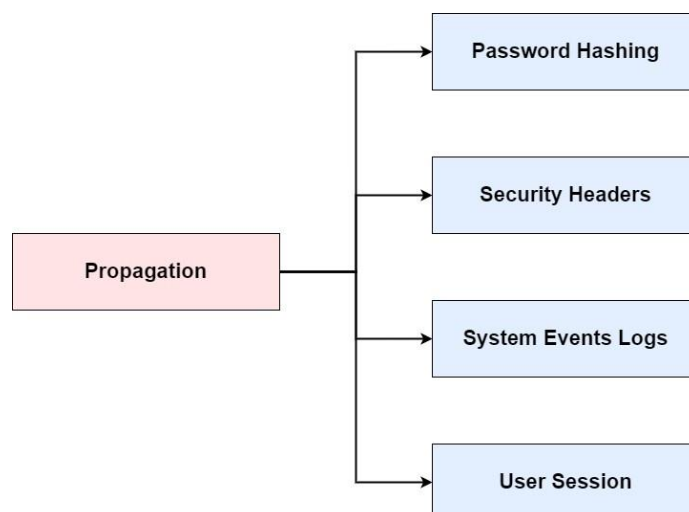 Password Hashing
Security Headers
Propagation
System Events Logs
User Session